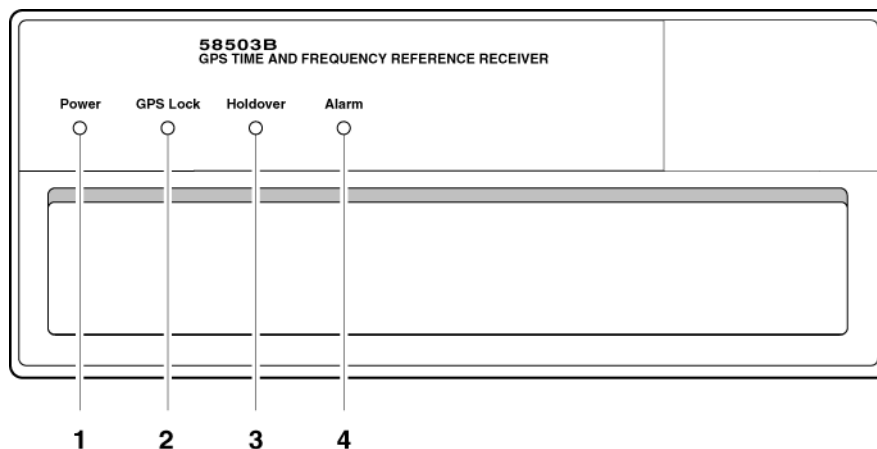 58503B
GPS TIME AND FREQUENCY REFERENCE RECEIVER
Power GPS Lock Holdover Alarm
1 2 3 4